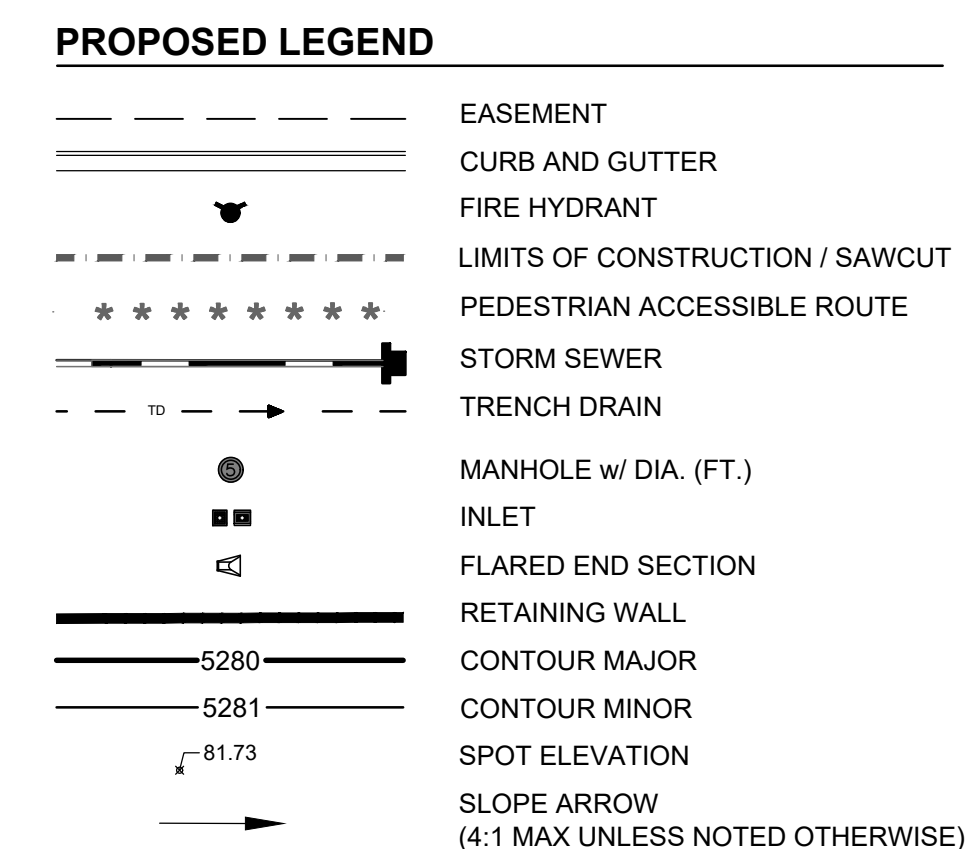 PROPOSED LEGEND
EASEMENT
CURB AND GUTTER
FIRE HYDRANT
LIMITS OF CONSTRUCTION / SAWCUT
* * * * * * * * PEDESTRIAN ACCESSIBLE ROUTE
STORM SEWER
TD TRENCH DRAIN
5 MANHOLE w/ DIA. (FT.)
INLET
FLARED END SECTION
RETAINING WALL
5280 CONTOUR MAJOR
5281 CONTOUR MINOR
81.73 SPOT ELEVATION
SLOPE ARROW
(4:1 MAX UNLESS NOTED OTHERWISE)